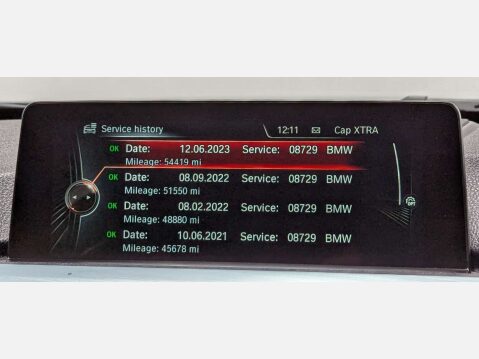 Service history 12:11 Cap XTRA
OK Date: 12.06.2023 Service: 08729 BMW
Mileage: 54419 mi
OK Date: 08.09.2022 Service: 08729 BMW
Mileage: 51550 mi
OK Date: 08.02.2022 Service: 08729 BMW
Mileage: 48880 mi
OK Date: 10.06.2021 Service: 08729 BMW
Mileage: 45678 mi